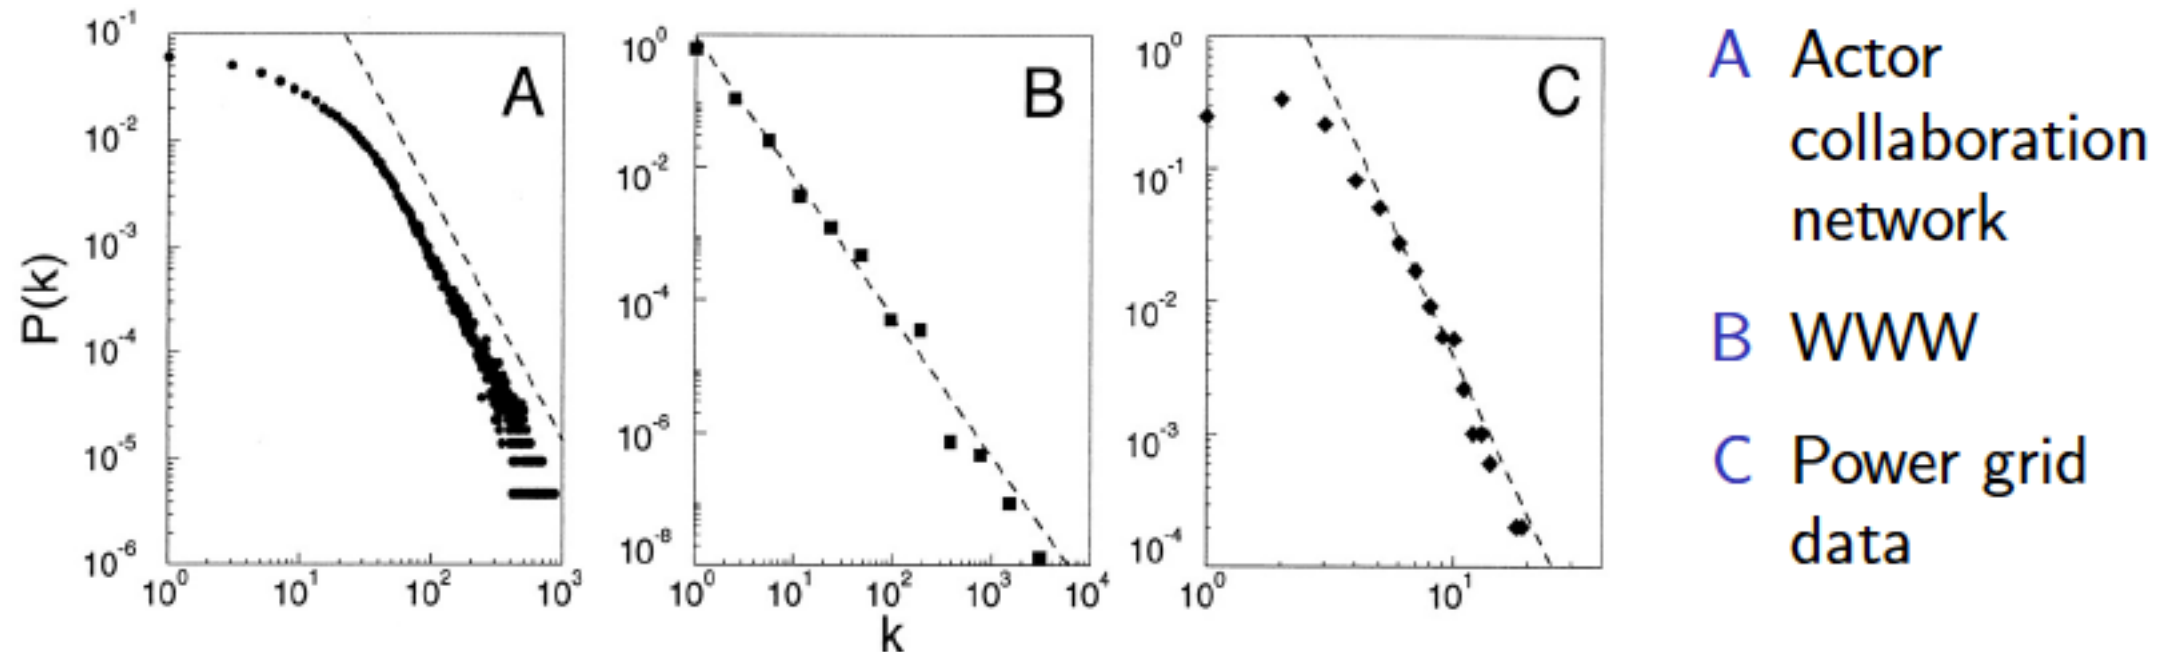 P(k)
10^-1
10^-2
10^-3
10^-4
10^-5
10^-6
10^0 10^1 10^2 10^3
A
10^0
10^-2
10^-4
10^-6
10^-8
10^0 10^1 10^2 10^3 10^4
B
k
10^0
10^-1
10^-2
10^-3
10^-4
10^0 10^1
C
A Actor
collaboration
network
B WWW
C Power grid
data